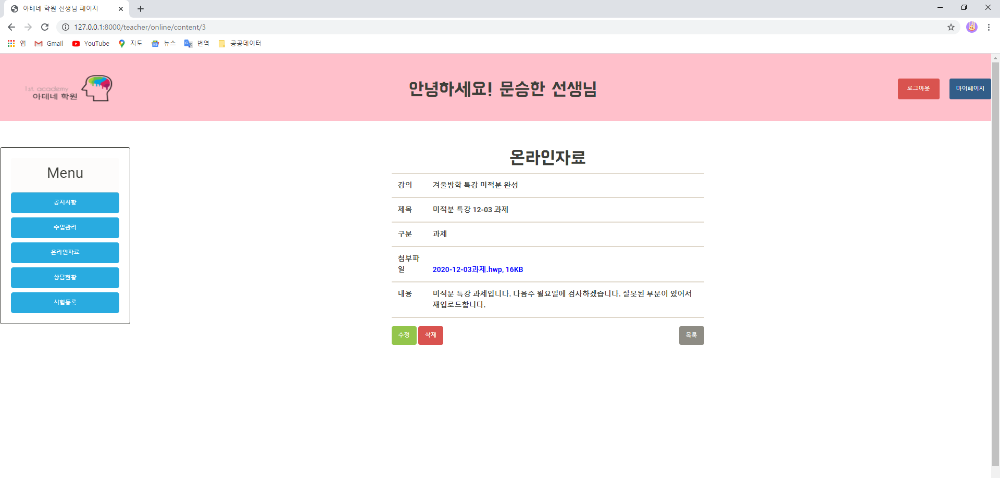 아테네 학원 선생님 페이지
127.0.0.1:8000/teacher/online/content/3
앱 Gmail YouTube 지도 뉴스 번역 공공데이터
1st. academy
아테네 학원
안녕하세요! 문승한 선생님
로그아웃 마이페이지
Menu
공지사항
수업관리
온라인자료
상담현황
시험등록
온라인자료
강의 겨울방학 특강 미적분 완성
제목 미적분 특강 12-03 과제
구분 과제
첨부파
일 2020-12-03과제.hwp, 16KB
내용 미적분 특강 과제입니다. 다음주 월요일에 검사하겠습니다. 잘못된 부분이 있어서
재업로드합니다.
수정 삭제 목록